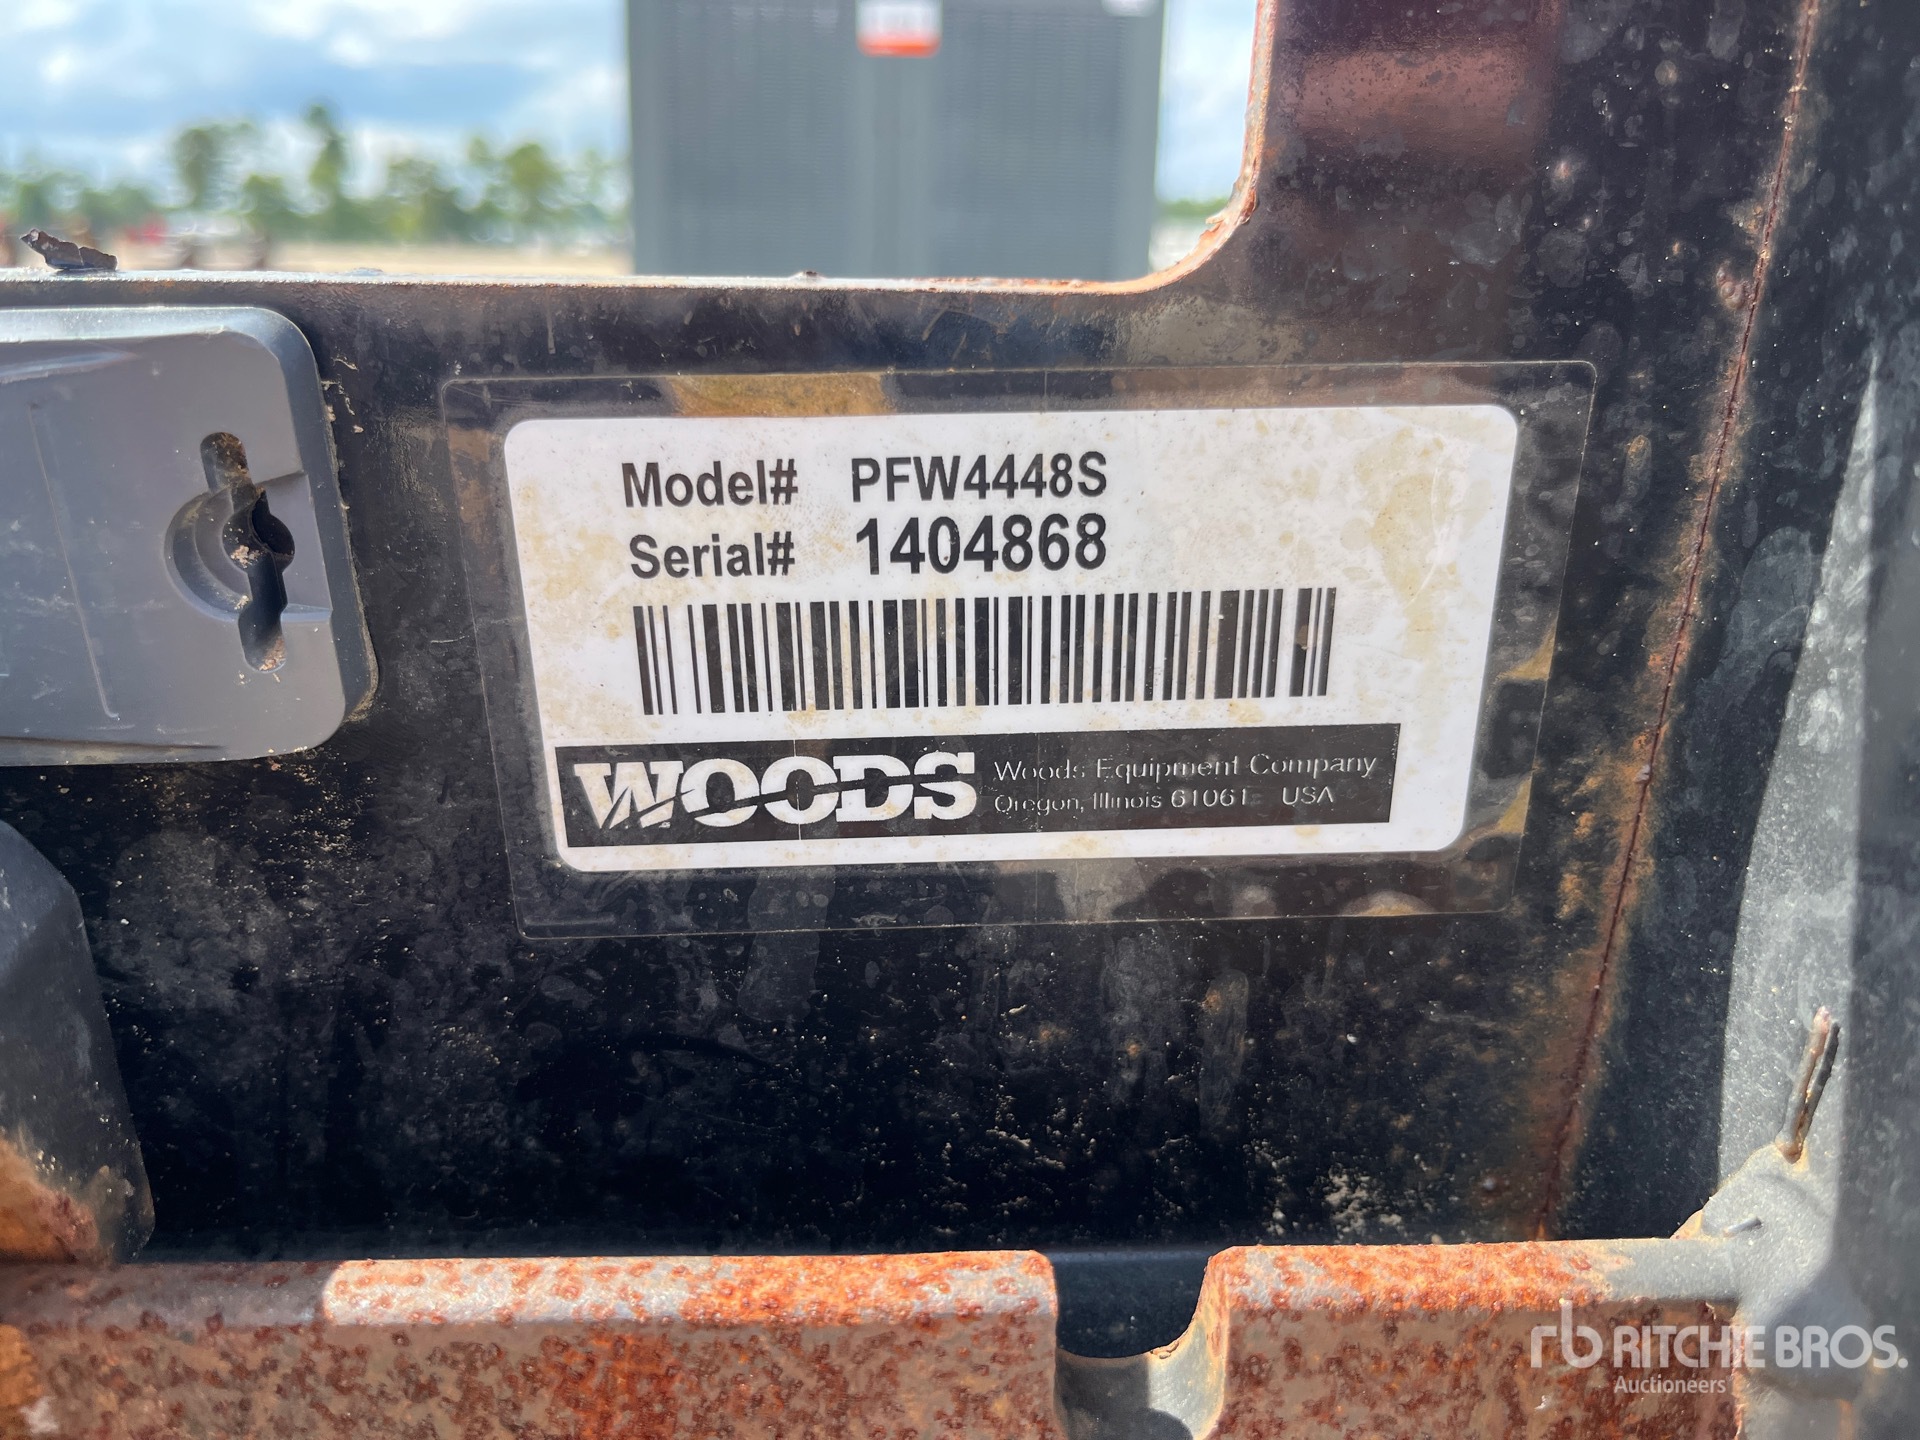 Model# PFW4448S
Serial# 1404868
WOODS
Woods Equipment Company
Oregon, Illinois 61061 USA
rb RITCHIE BROS.
Auctioneers